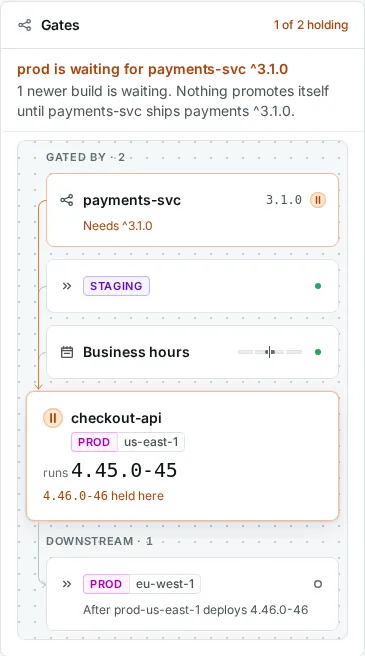 Gates
1 of 2 holding
prod is waiting for payments-svc ^3.1.0
1 newer build is waiting. Nothing promotes itself
until payments-svc ships payments ^3.1.0.
GATED BY · 2
payments-svc
3.1.0
Needs ^3.1.0
STAGING
Business hours
checkout-api
PROD us-east-1
runs 4.45.0-45
4.46.0-46 held here
DOWNSTREAM · 1
PROD eu-west-1
After prod-us-east-1 deploys 4.46.0-46